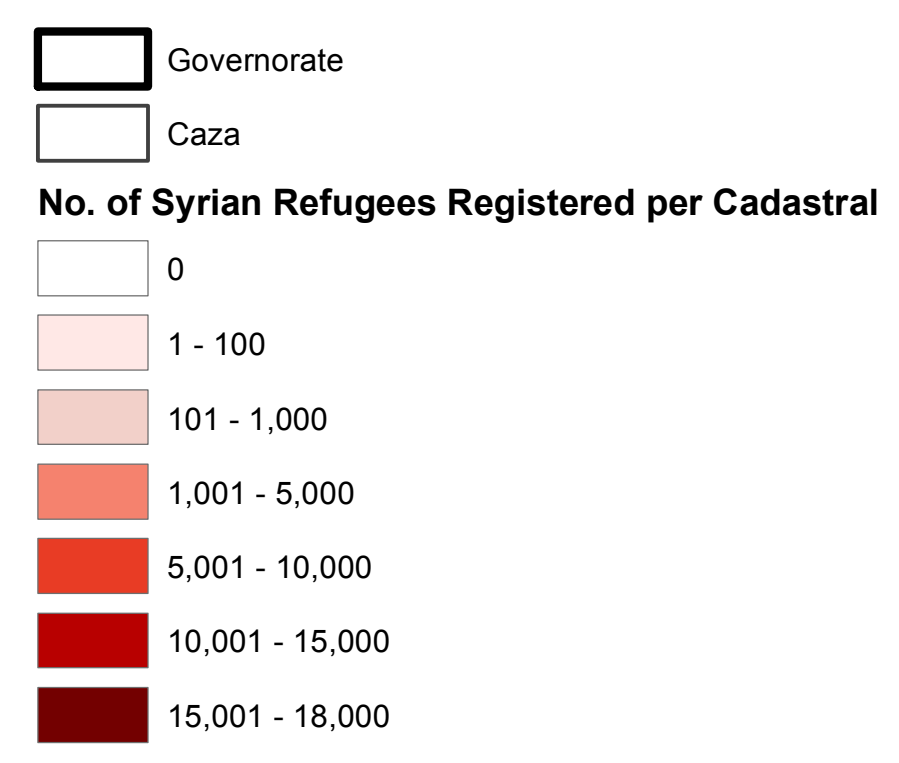 Governorate
Caza
No. of Syrian Refugees Registered per Cadastral
0
1 - 100
101 - 1,000
1,001 - 5,000
5,001 - 10,000
10,001 - 15,000
15,001 - 18,000